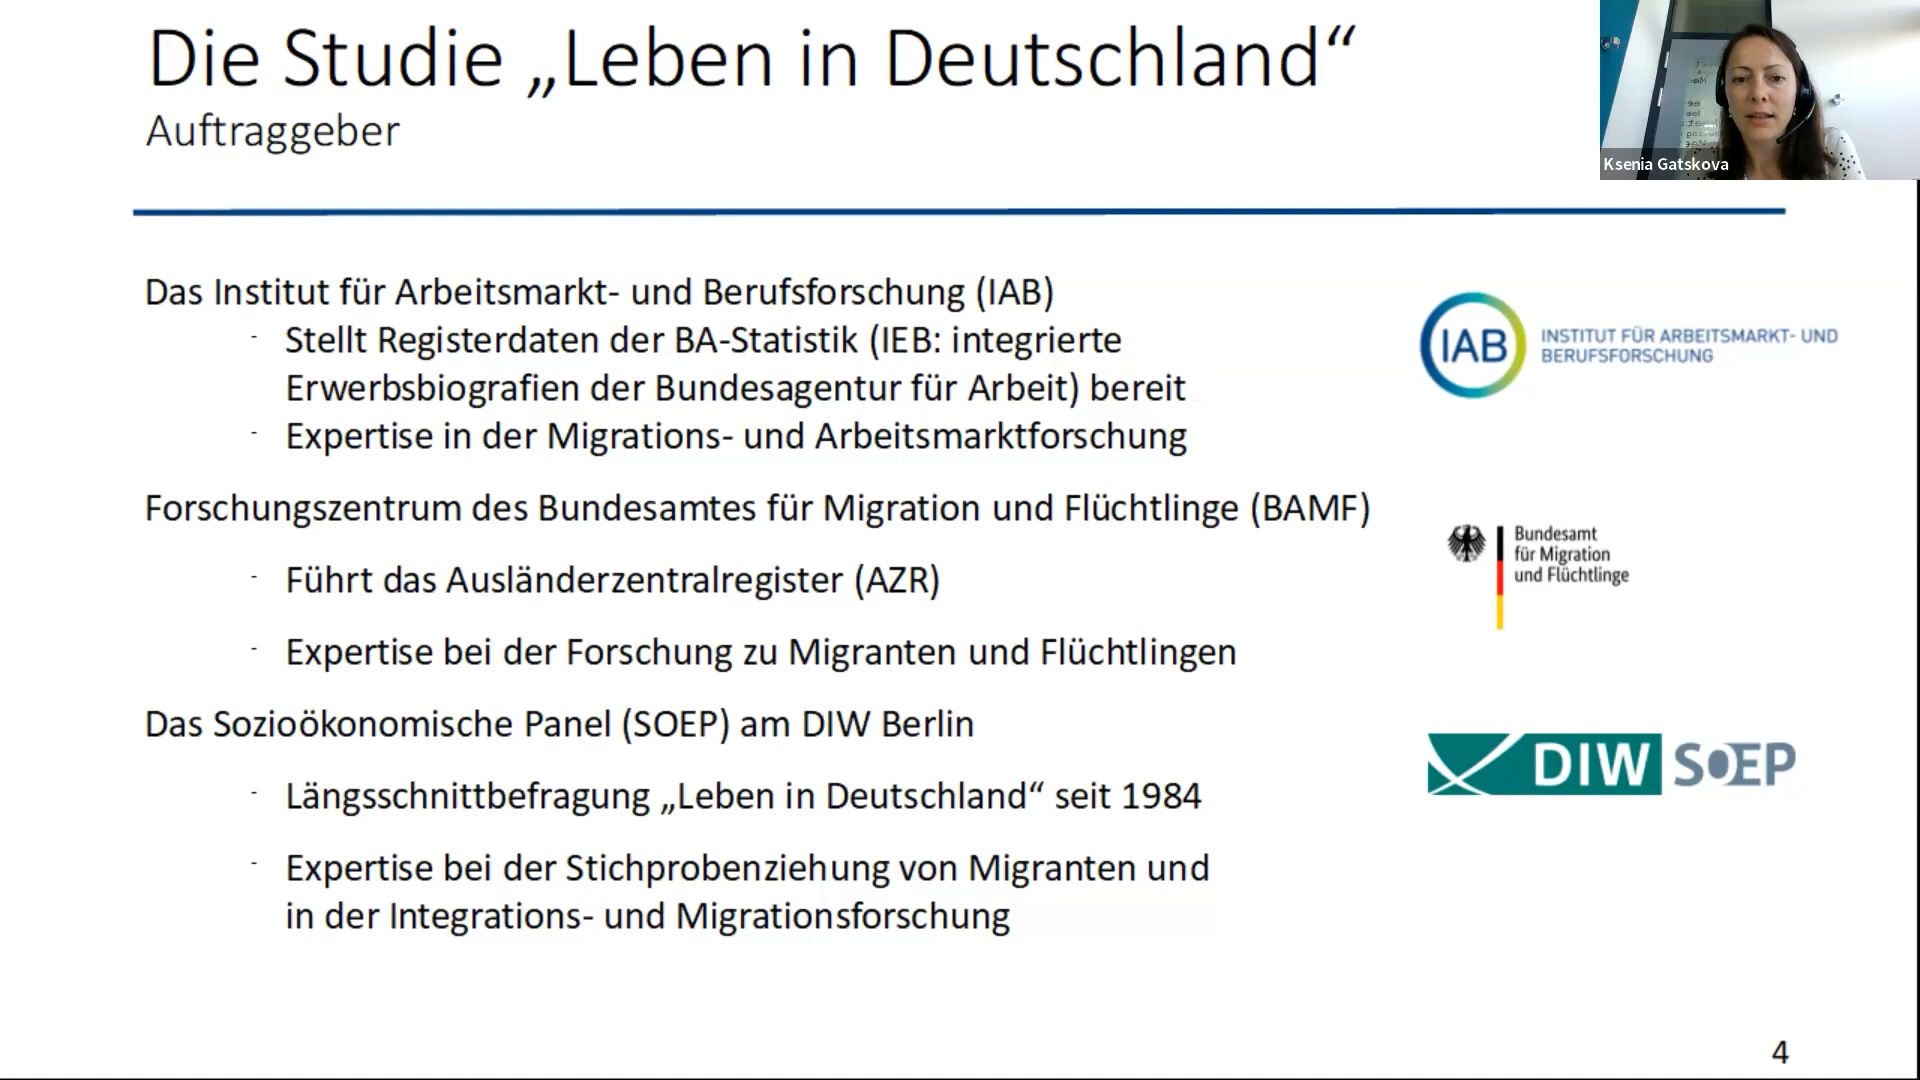 Die Studie „Leben in Deutschland“
Auftraggeber
Ksenia Gatskova
Das Institut für Arbeitsmarkt- und Berufsforschung (IAB)
- Stellt Registerdaten der BA-Statistik (IEB: integrierte
Erwerbsbiografien der Bundesagentur für Arbeit) bereit
- Expertise in der Migrations- und Arbeitsmarktforschung
IAB
INSTITUT FÜR ARBEITSMARKT- UND
BERUFSFORSCHUNG
Forschungszentrum des Bundesamtes für Migration und Flüchtlinge (BAMF)
- Führt das Ausländerzentralregister (AZR)
- Expertise bei der Forschung zu Migranten und Flüchtlingen
Bundesamt
für Migration
und Flüchtlinge
Das Sozioökonomische Panel (SOEP) am DIW Berlin
- Längsschnittbefragung „Leben in Deutschland“ seit 1984
- Expertise bei der Stichprobenziehung von Migranten und
in der Integrations- und Migrationsforschung
DIW SOEP
4